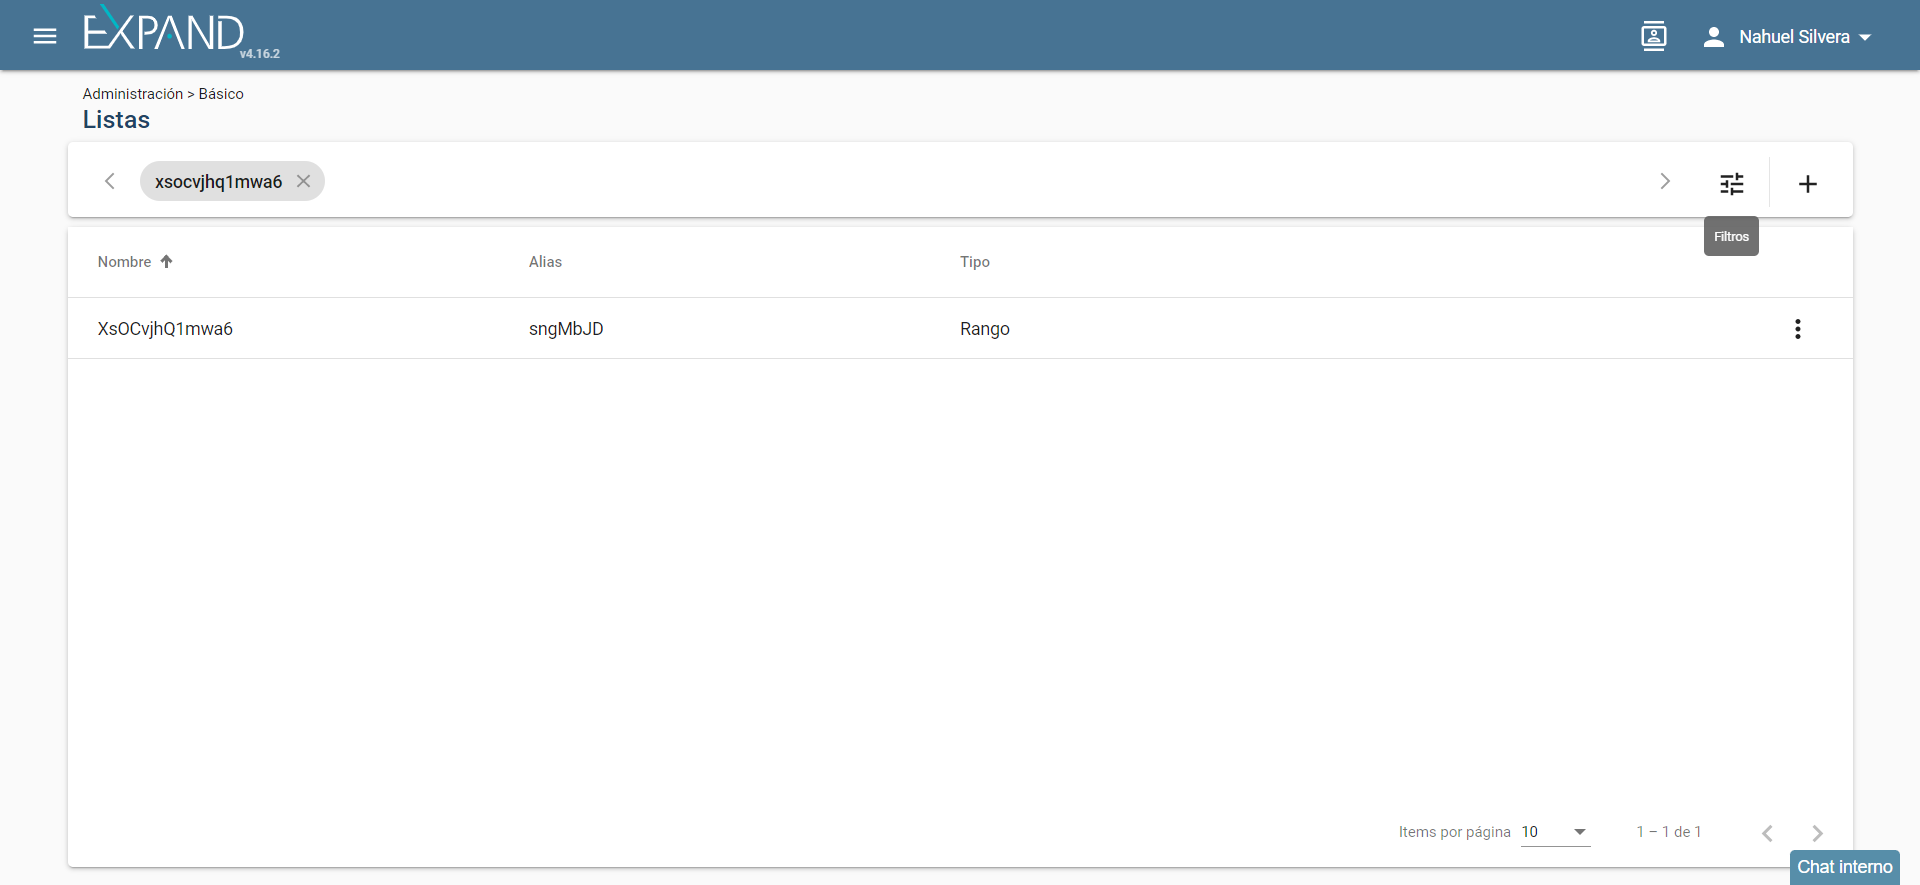 EXPAND
v4.16.2
Nahuel Silvera
Administración > Básico
Listas
xsocvjhq1mwa6
Filtros
Nombre Alias Tipo
XsOCvjhQ1mwa6 sngMbJD Rango
Items por página 10 1 – 1 de 1
Chat interno